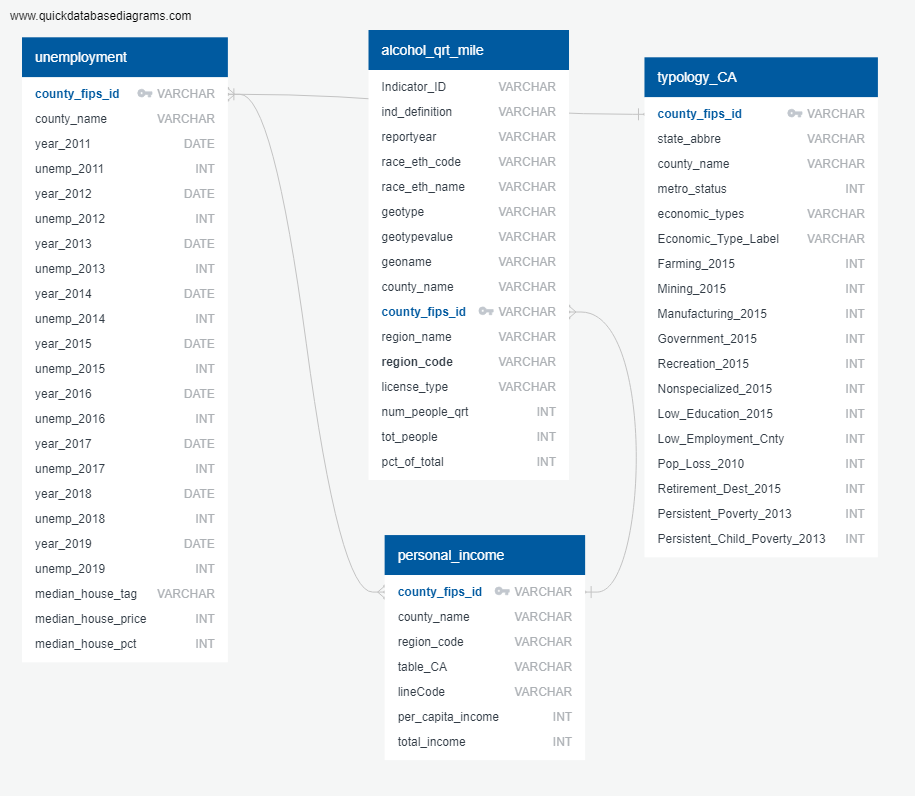 www.quickdatabasediagrams.com
unemployment
county_fips_id VARCHAR
county_name VARCHAR
year_2011 DATE
unemp_2011 INT
year_2012 DATE
unemp_2012 INT
year_2013 DATE
unemp_2013 INT
year_2014 DATE
unemp_2014 INT
year_2015 DATE
unemp_2015 INT
year_2016 DATE
unemp_2016 INT
year_2017 DATE
unemp_2017 INT
year_2018 DATE
unemp_2018 INT
year_2019 DATE
unemp_2019 INT
median_house_tag VARCHAR
median_house_price INT
median_house_pct INT
alcohol_qrt_mile
Indicator_ID VARCHAR
ind_definition VARCHAR
reportyear VARCHAR
race_eth_code VARCHAR
race_eth_name VARCHAR
geotype VARCHAR
geotypevalue VARCHAR
geoname VARCHAR
county_name VARCHAR
county_fips_id VARCHAR
region_name VARCHAR
region_code VARCHAR
license_type VARCHAR
num_people_qrt INT
tot_people INT
pct_of_total INT
typology_CA
county_fips_id VARCHAR
state_abbre VARCHAR
county_name VARCHAR
metro_status INT
economic_types VARCHAR
Economic_Type_Label VARCHAR
Farming_2015 INT
Mining_2015 INT
Manufacturing_2015 INT
Government_2015 INT
Recreation_2015 INT
Nonspecialized_2015 INT
Low_Education_2015 INT
Low_Employment_Cnty INT
Pop_Loss_2010 INT
Retirement_Dest_2015 INT
Persistent_Poverty_2013 INT
Persistent_Child_Poverty_2013 INT
personal_income
county_fips_id VARCHAR
county_name VARCHAR
region_code VARCHAR
table_CA VARCHAR
lineCode VARCHAR
per_capita_income INT
total_income INT